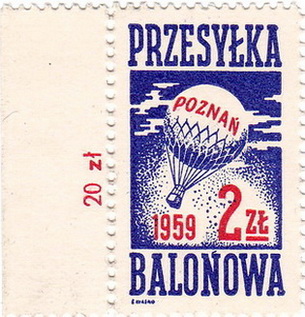 PRZESYŁKA
POZNAŃ
20 zł
1959
2 ZŁ
BALONOWA